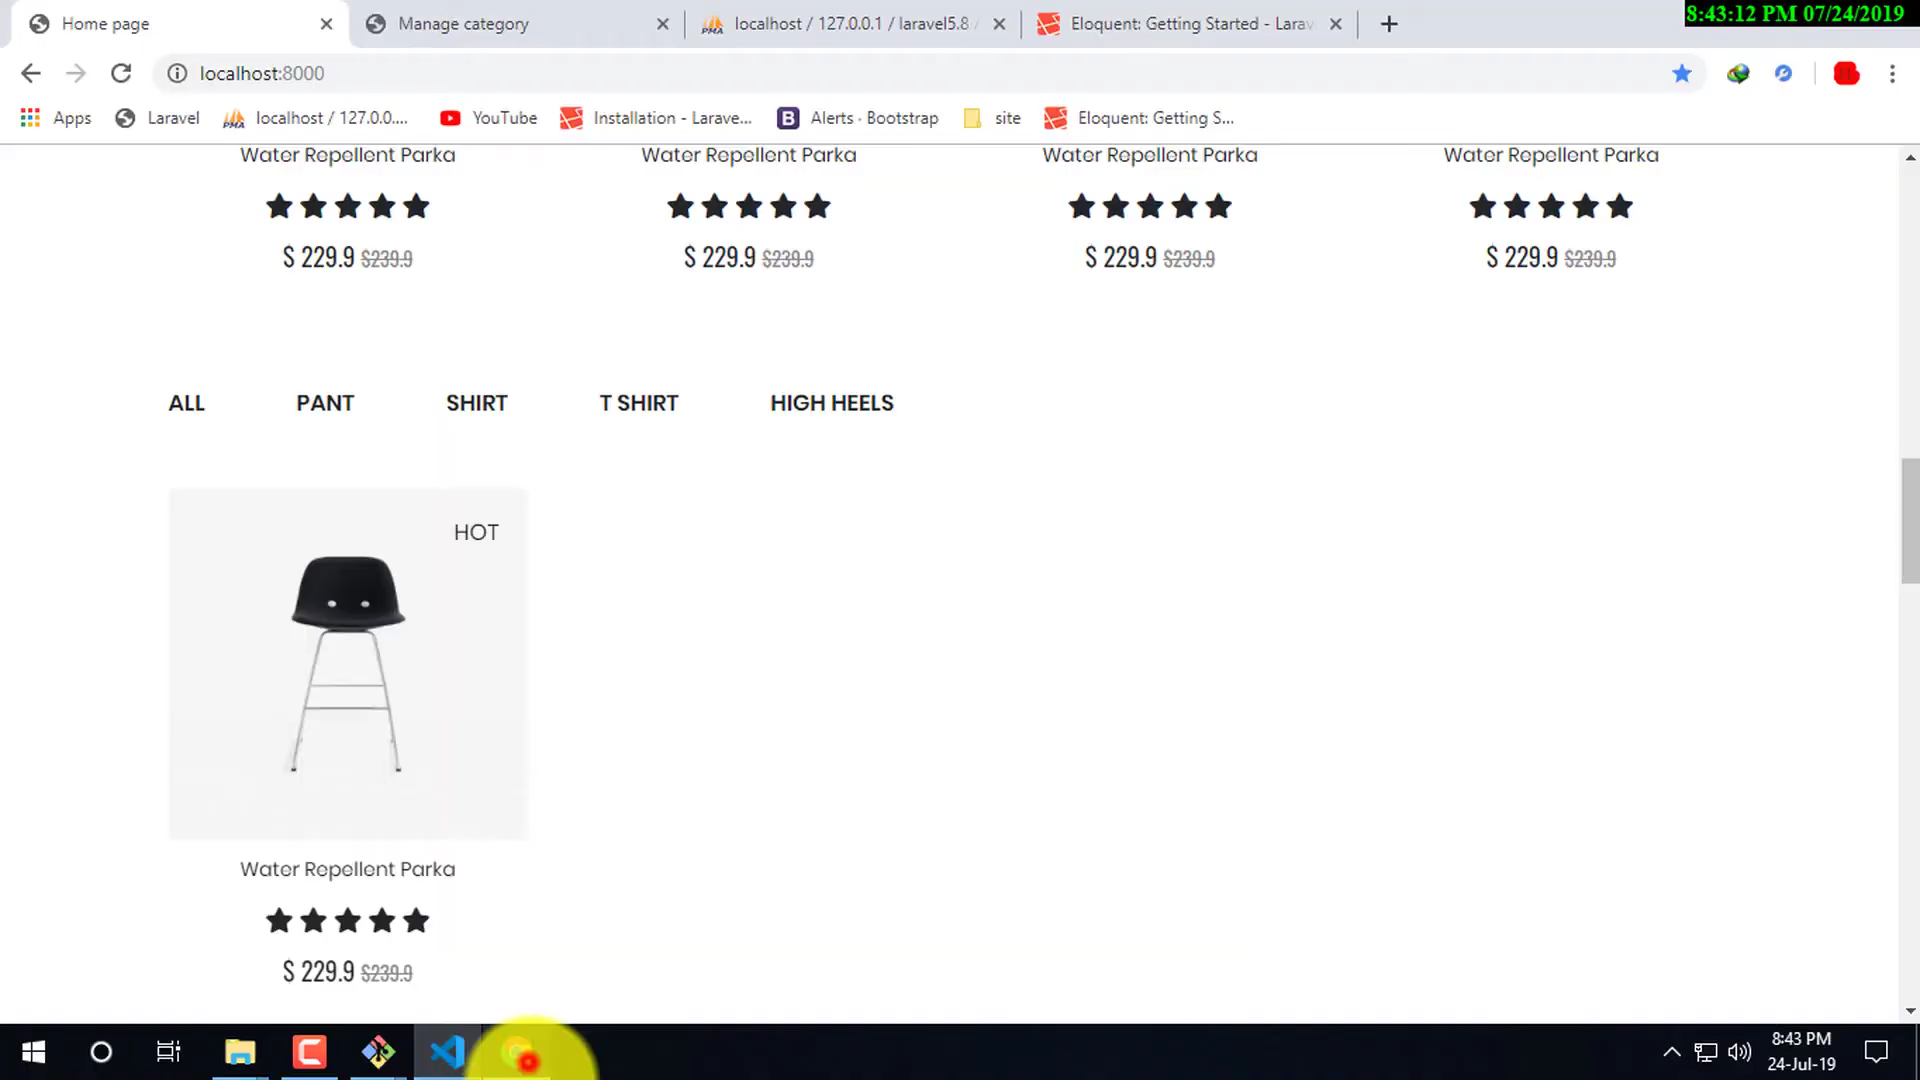 8:43:12 PM 07/24/2019
Home page
Manage category
localhost / 127.0.0.1 / laravel5.8
Eloquent: Getting Started - Larav
localhost:8000
Apps
Laravel
localhost / 127.0.0....
YouTube
Installation - Larave...
Alerts · Bootstrap
site
Eloquent: Getting S...
Water Repellent Parka Water Repellent Parka Water Repellent Parka Water Repellent Parka
$ 229.9 $239.9 $ 229.9 $239.9 $ 229.9 $239.9 $ 229.9 $239.9
ALL PANT SHIRT T SHIRT HIGH HEELS
HOT
Water Repellent Parka
$ 229.9 $239.9
8:43 PM
24-Jul-19